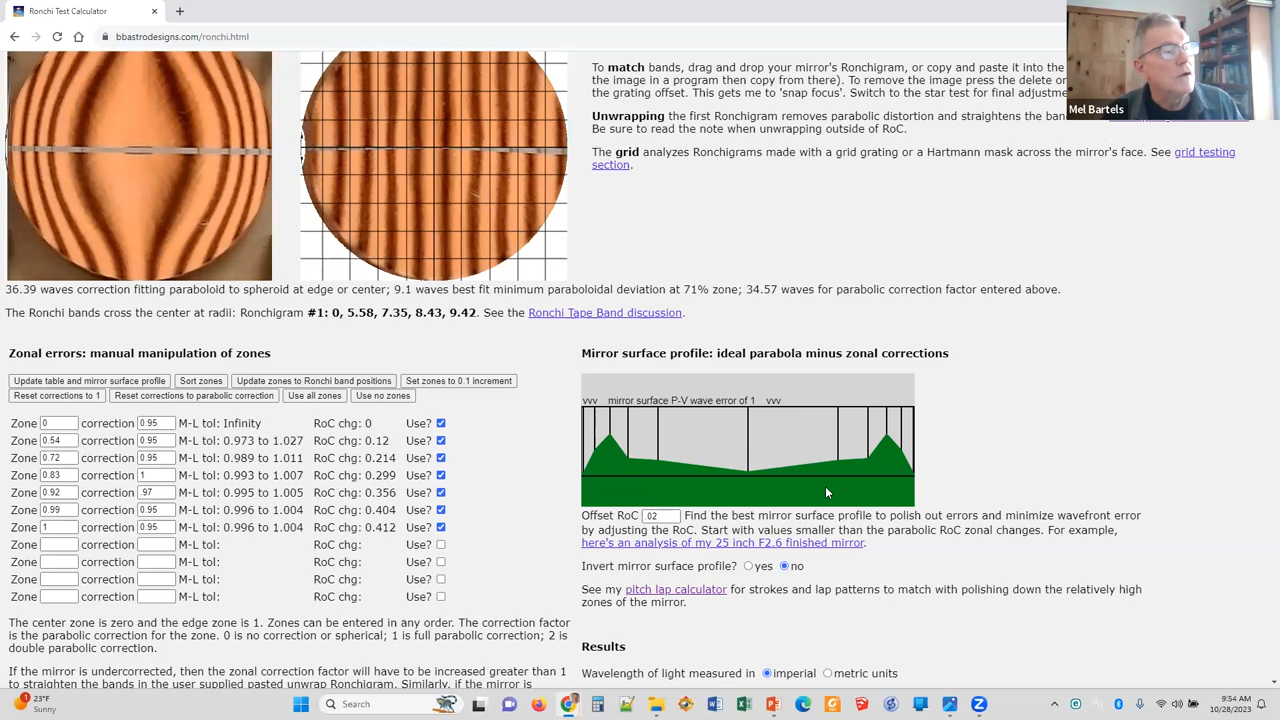 Ronchi Test Calculator
bbastrodesigns.com/ronchi.html
Mel Bartels
To match bands, drag and drop your mirror's Ronchigram, or copy and paste it into the
the image in a program then copy from there). To remove the image press the delete or
the grating offset. This gets me to 'snap focus'. Switch to the star test for final adjustme
Unwrapping the first Ronchigram removes parabolic distortion and straightens the ban
Be sure to read the note when unwrapping outside of RoC.
The grid analyzes Ronchigrams made with a grid grating or a Hartmann mask across the mirror's face. See grid testing
section.
36.39 waves correction fitting paraboloid to spheroid at edge or center; 9.1 waves best fit minimum paraboloidal deviation at 71% zone; 34.57 waves for parabolic correction factor entered above.
The Ronchi bands cross the center at radii: Ronchigram #1: 0, 5.58, 7.35, 8.43, 9.42. See the Ronchi Tape Band discussion.
Zonal errors: manual manipulation of zones
Update table and mirror surface profile Sort zones Update zones to Ronchi band positions Set zones to 0.1 increment
Reset corrections to 1 Reset corrections to parabolic correction Use all zones Use no zones
Zone 0 correction 0.95 M-L tol: Infinity RoC chg: 0 Use?
Zone 0.54 correction 0.95 M-L tol: 0.973 to 1.027 RoC chg: 0.12 Use?
Zone 0.72 correction 0.95 M-L tol: 0.989 to 1.011 RoC chg: 0.214 Use?
Zone 0.83 correction 1 M-L tol: 0.993 to 1.007 RoC chg: 0.299 Use?
Zone 0.92 correction .97 M-L tol: 0.995 to 1.005 RoC chg: 0.356 Use?
Zone 0.99 correction 0.95 M-L tol: 0.996 to 1.004 RoC chg: 0.404 Use?
Zone 1 correction 0.95 M-L tol: 0.996 to 1.004 RoC chg: 0.412 Use?
Zone correction M-L tol: RoC chg: Use?
Zone correction M-L tol: RoC chg: Use?
Zone correction M-L tol: RoC chg: Use?
Zone correction M-L tol: RoC chg: Use?
The center zone is zero and the edge zone is 1. Zones can be entered in any order. The correction factor
is the parabolic correction for the zone. 0 is no correction or spherical; 1 is full parabolic correction; 2 is
double parabolic correction.
If the mirror is undercorrected, then the zonal correction factor will have to be increased greater than 1
to straighten the bands in the user supplied pasted unwrap Ronchigram. Similarly, if the mirror is
Mirror surface profile: ideal parabola minus zonal corrections
vvv mirror surface P-V wave error of 1 vvv
Offset RoC .02 Find the best mirror surface profile to polish out errors and minimize wavefront error
by adjusting the RoC. Start with values smaller than the parabolic RoC zonal changes. For example,
here's an analysis of my 25 inch F2.6 finished mirror.
Invert mirror surface profile? yes no
See my pitch lap calculator for strokes and lap patterns to match with polishing down the relatively high
zones of the mirror.
Results
Wavelength of light measured in imperial metric units
23°F
Sunny
Search
9:54 AM
10/28/2023